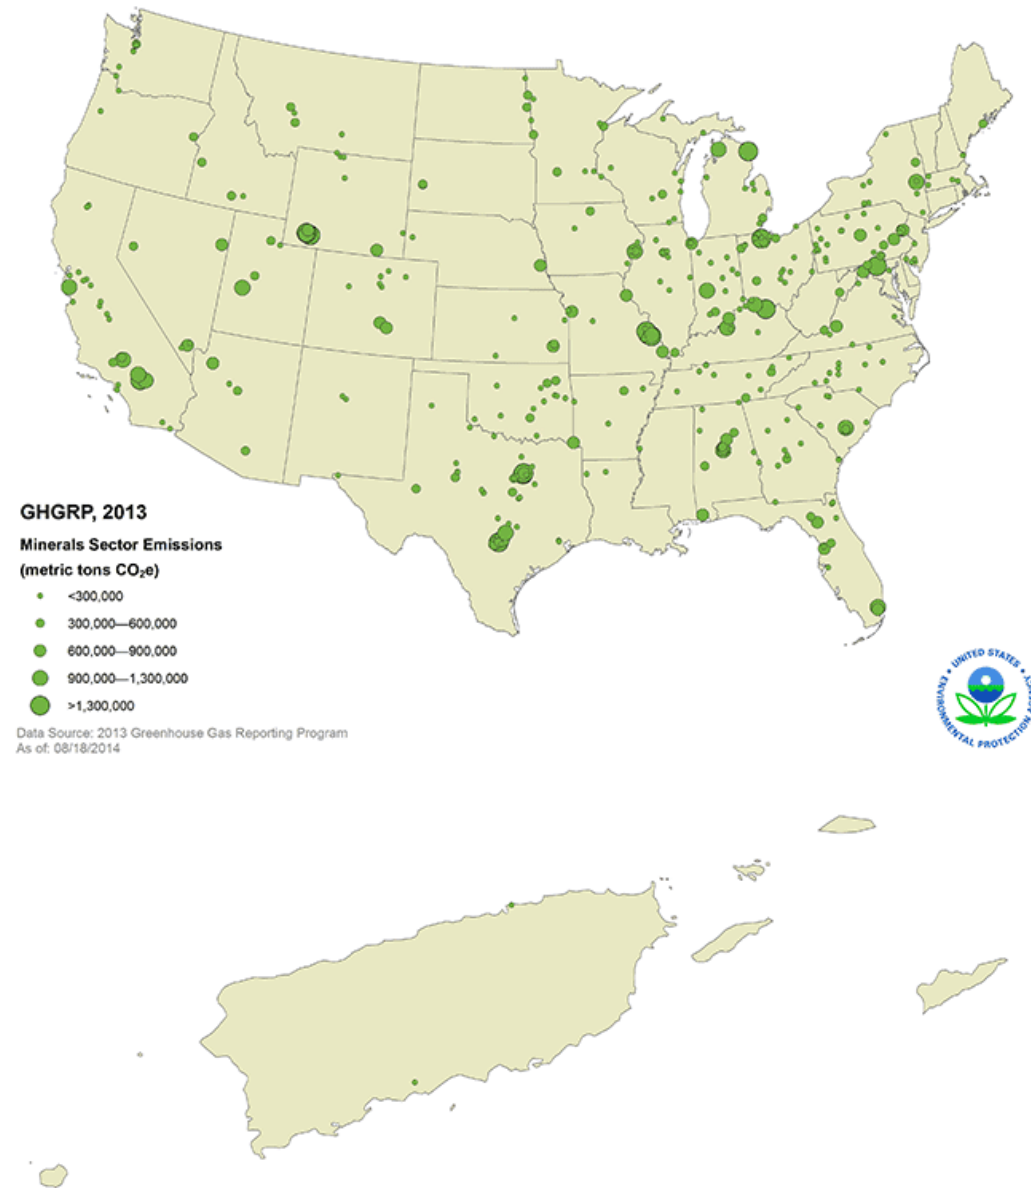 GHGRP, 2013
Minerals Sector Emissions
(metric tons CO₂e)
<300,000
300,000—600,000
600,000—900,000
900,000—1,300,000
>1,300,000
Data Source: 2013 Greenhouse Gas Reporting Program
As of: 08/18/2014
UNITED STATES
ENVIRONMENTAL PROTECTION